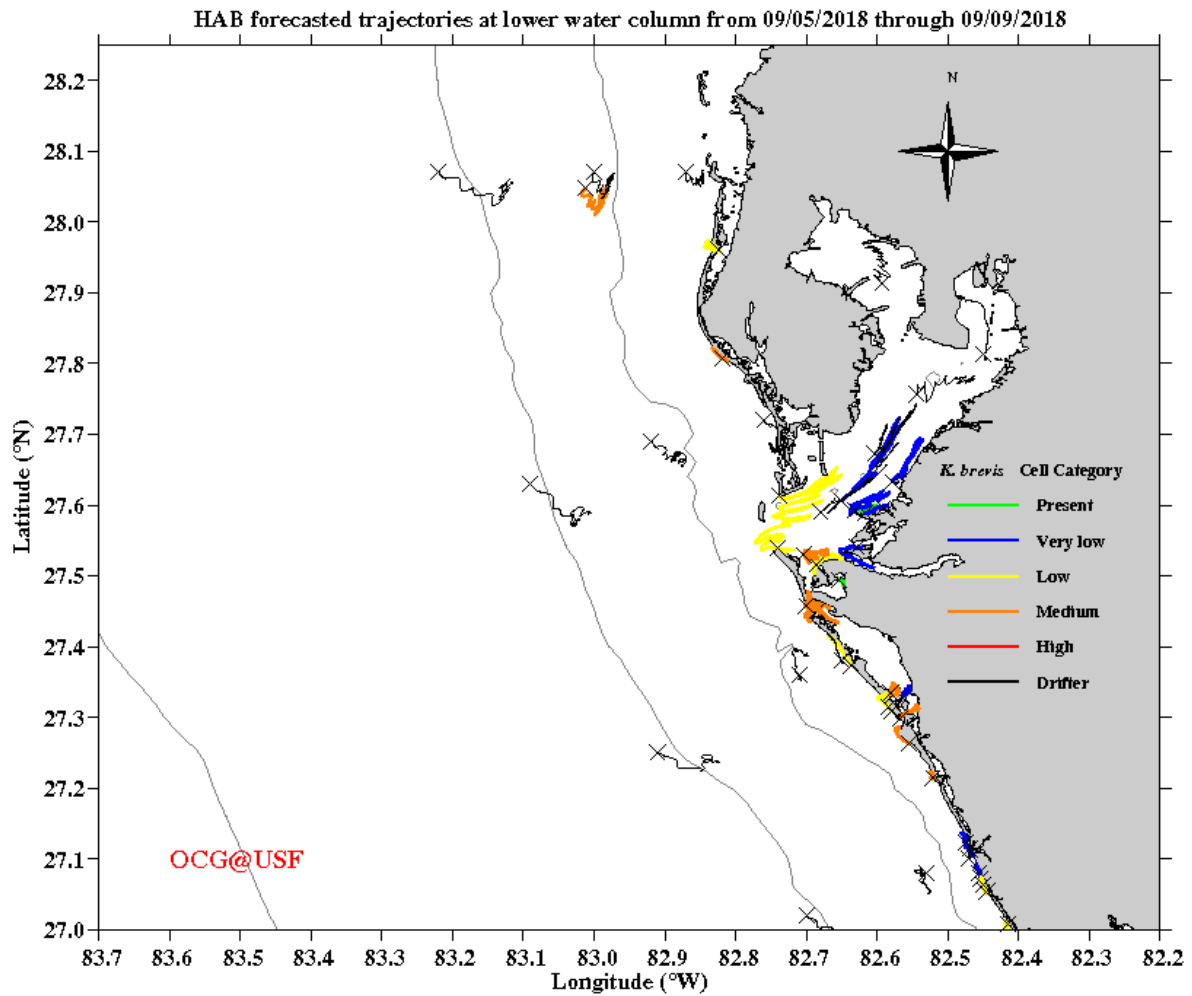 HAB forecasted trajectories at lower water column from 09/05/2018 through 09/09/2018
N
28.2
28.1
28.0
27.9
27.8
27.7
27.6
27.5
27.4
27.3
27.2
27.1
27.0
Latitude (°N)
K. brevis Cell Category
Present
Very low
Low
Medium
High
Drifter
OCG@USF
83.7 83.6 83.5 83.4 83.3 83.2 83.1 83.0 82.9 82.8 82.7 82.6 82.5 82.4 82.3 82.2
Longitude (°W)